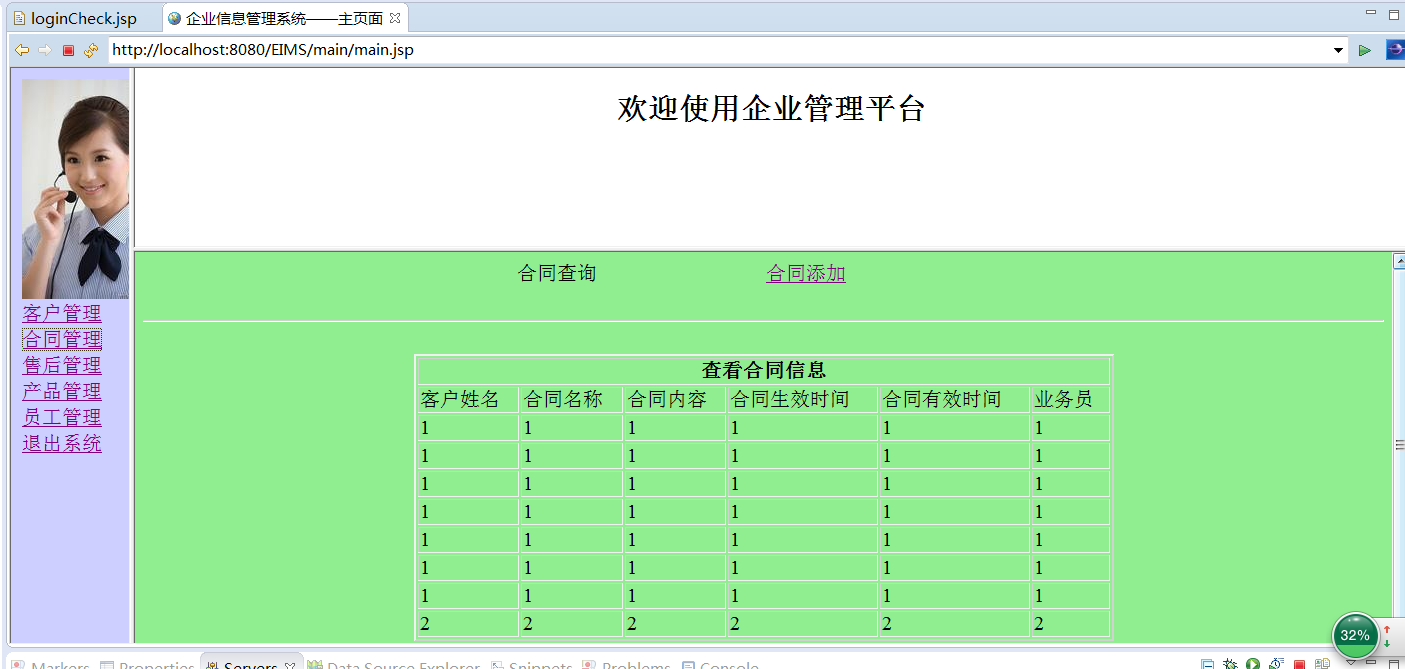 loginCheck.jsp 企业信息管理系统——主页面
http://localhost:8080/EIMS/main/main.jsp
欢迎使用企业管理平台
客户管理
合同管理
售后管理
产品管理
员工管理
退出系统
合同查询 合同添加
查看合同信息
客户姓名 合同名称 合同内容 合同生效时间 合同有效时间 业务员
1 1 1 1 1 1
1 1 1 1 1 1
1 1 1 1 1 1
1 1 1 1 1 1
1 1 1 1 1 1
1 1 1 1 1 1
1 1 1 1 1 1
2 2 2 2 2 2
32%
Markers Properties Servers Data Source Explorer Snippets Problems Console